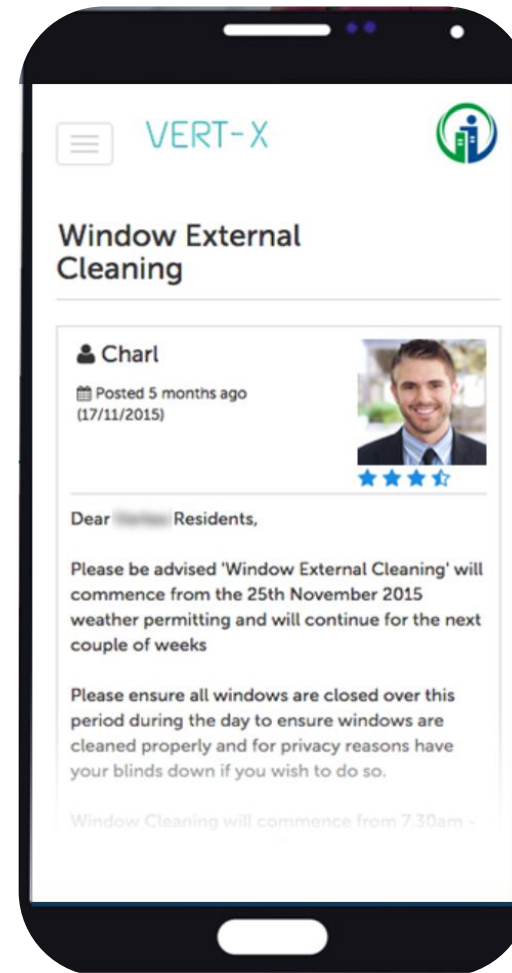 VERT-X
Window External
Cleaning
Charl
Posted 5 months ago
(17/11/2015)
Dear Residents,
Please be advised 'Window External Cleaning' will
commence from the 25th November 2015
weather permitting and will continue for the next
couple of weeks
Please ensure all windows are closed over this
period during the day to ensure windows are
cleaned properly and for privacy reasons have
your blinds down if you wish to do so.
Window Cleaning will commence from 7.30am -